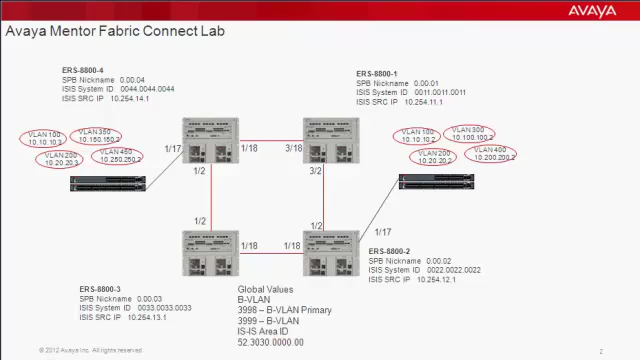 AVAYA
Avaya Mentor Fabric Connect Lab
ERS-8800-4
SPB Nickname 0.00.04
ISIS System ID 0044.0044.0044
ISIS SRC IP 10.254.14.1
ERS-8800-1
SPB Nickname 0.00.01
ISIS System ID 0011.0011.0011
ISIS SRC IP 10.254.11.1
VLAN 100
10.10.10.3
VLAN 350
10.150.150.2
VLAN 200
10.20.20.3
VLAN 450
10.250.250.2
VLAN 100
10.10.10.2
VLAN 300
10.100.100.2
VLAN 200
10.20.20.2
VLAN 400
10.200.200.2
1/17
1/18
3/18
1/2
3/2
1/2
1/2
1/17
1/18
1/18
ERS-8800-2
SPB Nickname 0.00.02
ISIS System ID 0022.0022.0022
ISIS SRC IP 10.254.12.1
ERS-8800-3
SPB Nickname 0.00.03
ISIS System ID 0033.0033.0033
ISIS SRC IP 10.254.13.1
Global Values
B-VLAN
3998 – B-VLAN Primary
3999 – B-VLAN
IS-IS Area ID
52.3030.0000.00
© 2012 Avaya Inc. All rights reserved.
2